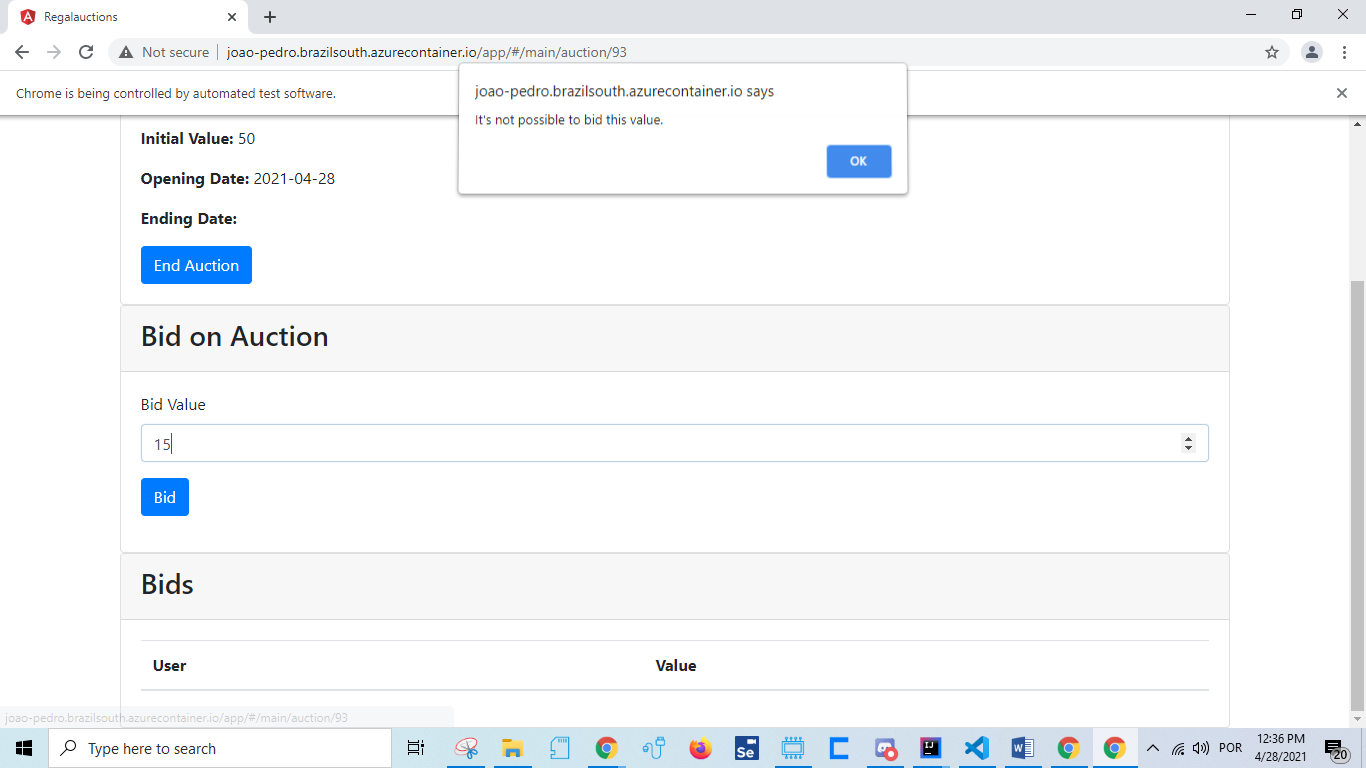 Regalauctions
Not secure
joao-pedro.brazilsouth.azurecontainer.io/app/#/main/auction/93
Chrome is being controlled by automated test software.
joao-pedro.brazilsouth.azurecontainer.io says
It's not possible to bid this value.
OK
Initial Value: 50
Opening Date: 2021-04-28
Ending Date:
End Auction
Bid on Auction
Bid Value
15
Bid
Bids
User Value
joao-pedro.brazilsouth.azurecontainer.io/app/#/main/auction/93
Type here to search
Se
IJ
W
POR
12:36 PM
4/28/2021
20